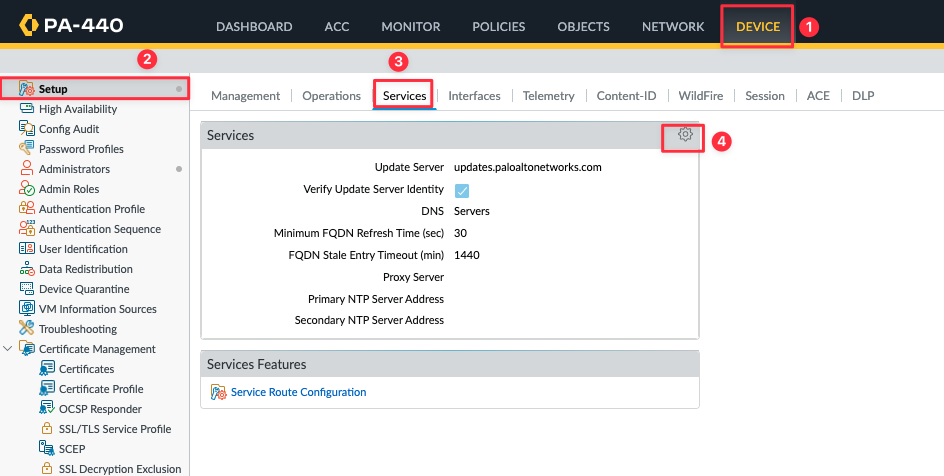 PA-440 DASHBOARD ACC MONITOR POLICIES OBJECTS NETWORK DEVICE 1
2 3
Setup
High Availability
Config Audit
Password Profiles
Administrators
Admin Roles
Authentication Profile
Authentication Sequence
User Identification
Data Redistribution
Device Quarantine
VM Information Sources
Troubleshooting
Certificate Management
Certificates
Certificate Profile
OCSP Responder
SSL/TLS Service Profile
SCEP
SSL Decryption Exclusion
Management Operations Services Interfaces Telemetry Content-ID WildFire Session ACE DLP
Services 4
Update Server updates.paloaltonetworks.com
Verify Update Server Identity
DNS Servers
Minimum FQDN Refresh Time (sec) 30
FQDN Stale Entry Timeout (min) 1440
Proxy Server
Primary NTP Server Address
Secondary NTP Server Address
Services Features
Service Route Configuration